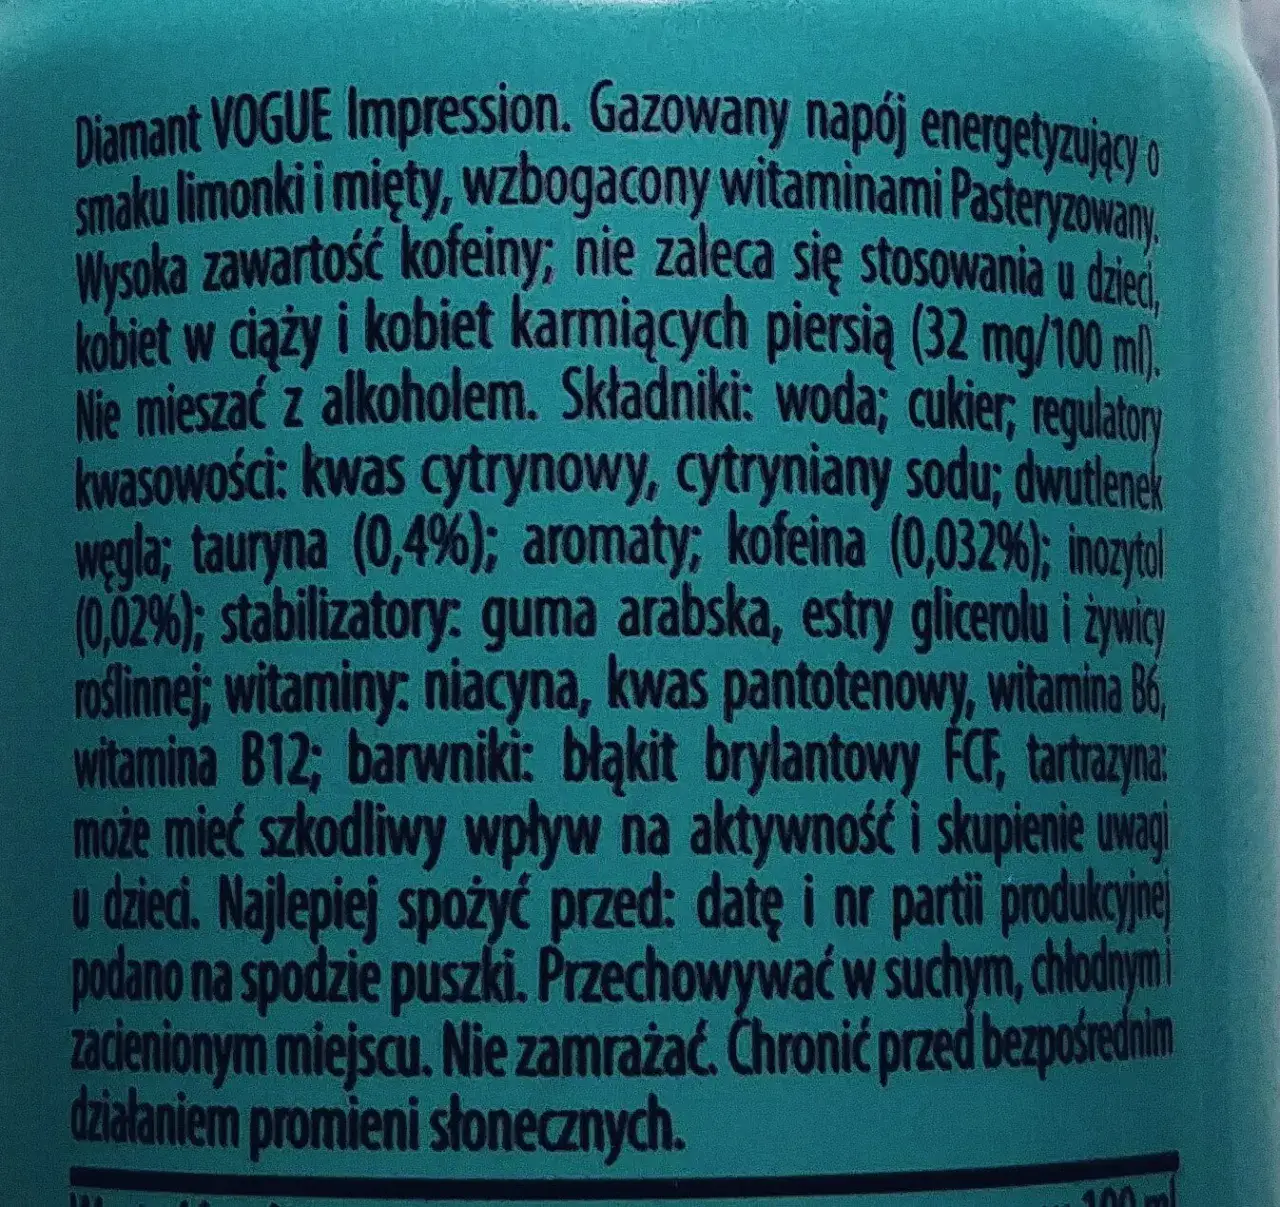 Diamant VOGUE Impression. Gazowany napój energetyzujący o
smaku limonki i mięty, wzbogacony witaminami Pasteryzowany.
Wysoka zawartość kofeiny; nie zaleca się stosowania u dzieci,
kobiet w ciąży i kobiet karmiących piersią (32 mg/100 ml).
Nie mieszać z alkoholem. Składniki: woda; cukier; regulatory
kwasowości: kwas cytrynowy, cytryniany sodu; dwutlenek
węgla; tauryna (0,4%); aromaty; kofeina (0,032%); inozytol
(0,02%); stabilizatory: guma arabska, estry glicerolu i żywicy
roślinnej; witaminy: niacyna, kwas pantotenowy, witamina B6,
witamina B12; barwniki: błąkit brylantowy FCF, tartrazyna:
może mieć szkodliwy wpływ na aktywność i skupienie uwagi
u dzieci. Najlepiej spożyć przed: datę i nr partii produkcyjnej
podano na spodzie puszki. Przechowywać w suchym, chłodnym i
zacienionym miejscu. Nie zamrażać. Chronić przed bezpośrednim
działaniem promieni słonecznych.
100 ml